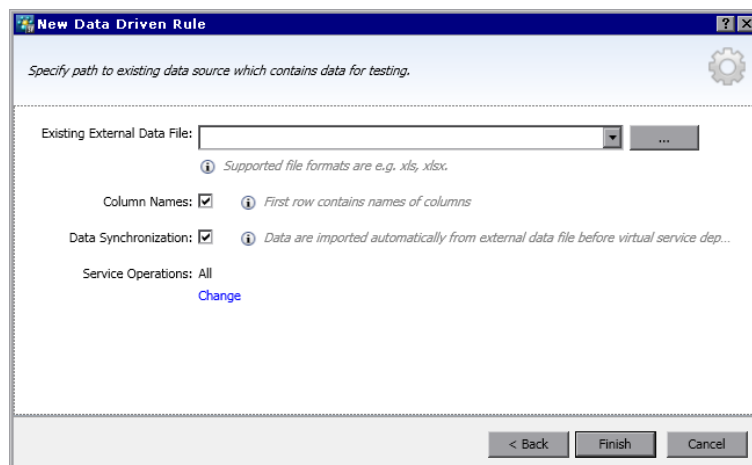 New Data Driven Rule
Specify path to existing data source which contains data for testing.
Existing External Data File:
...
Supported file formats are e.g. xls, xlsx.
Column Names: First row contains names of columns
Data Synchronization: Data are imported automatically from external data file before virtual service dep...
Service Operations: All
Change
< Back Finish Cancel